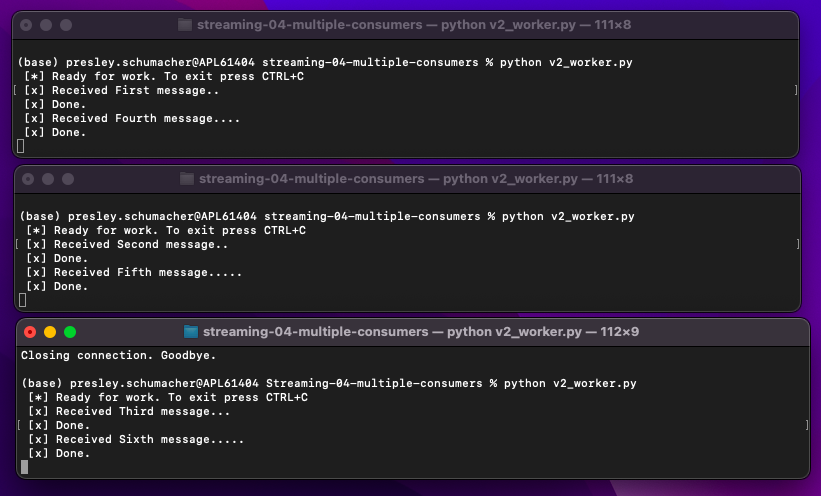 streaming-04-multiple-consumers — python v2_worker.py — 111×8
(base) presley.schumacher@APL61404 streaming-04-multiple-consumers % python v2_worker.py
[*] Ready for work. To exit press CTRL+C
[ [x] Received First message.. ]
[x] Done.
[x] Received Fourth message....
[x] Done.
streaming-04-multiple-consumers — python v2_worker.py — 111×8
(base) presley.schumacher@APL61404 streaming-04-multiple-consumers % python v2_worker.py
[*] Ready for work. To exit press CTRL+C
[ [x] Received Second message.. ]
[x] Done.
[x] Received Fifth message.....
[x] Done.
streaming-04-multiple-consumers — python v2_worker.py — 112×9
Closing connection. Goodbye.
(base) presley.schumacher@APL61404 Streaming-04-multiple-consumers % python v2_worker.py
[*] Ready for work. To exit press CTRL+C
[x] Received Third message...
[ [x] Done. ]
[x] Received Sixth message.....
[x] Done.